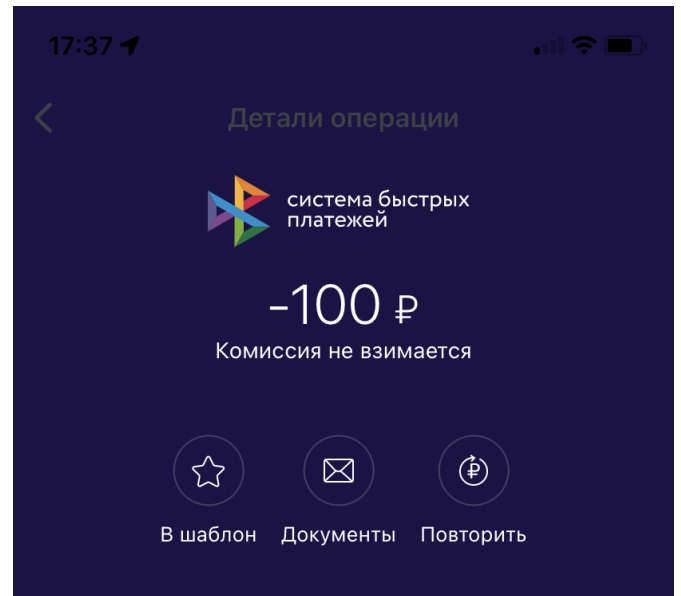 17:37
Детали операции
система быстрых
платежей
-100 ₽
Комиссия не взимается
В шаблон Документы Повторить